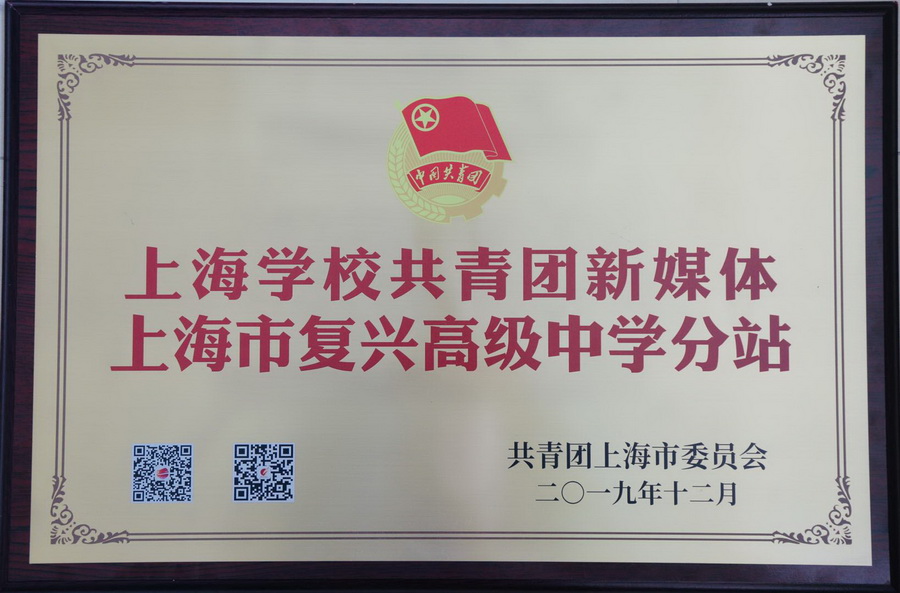 中国共青团
上海学校共青团新媒体
上海市复兴高级中学分站
共青团上海市委员会
二〇一九年十二月